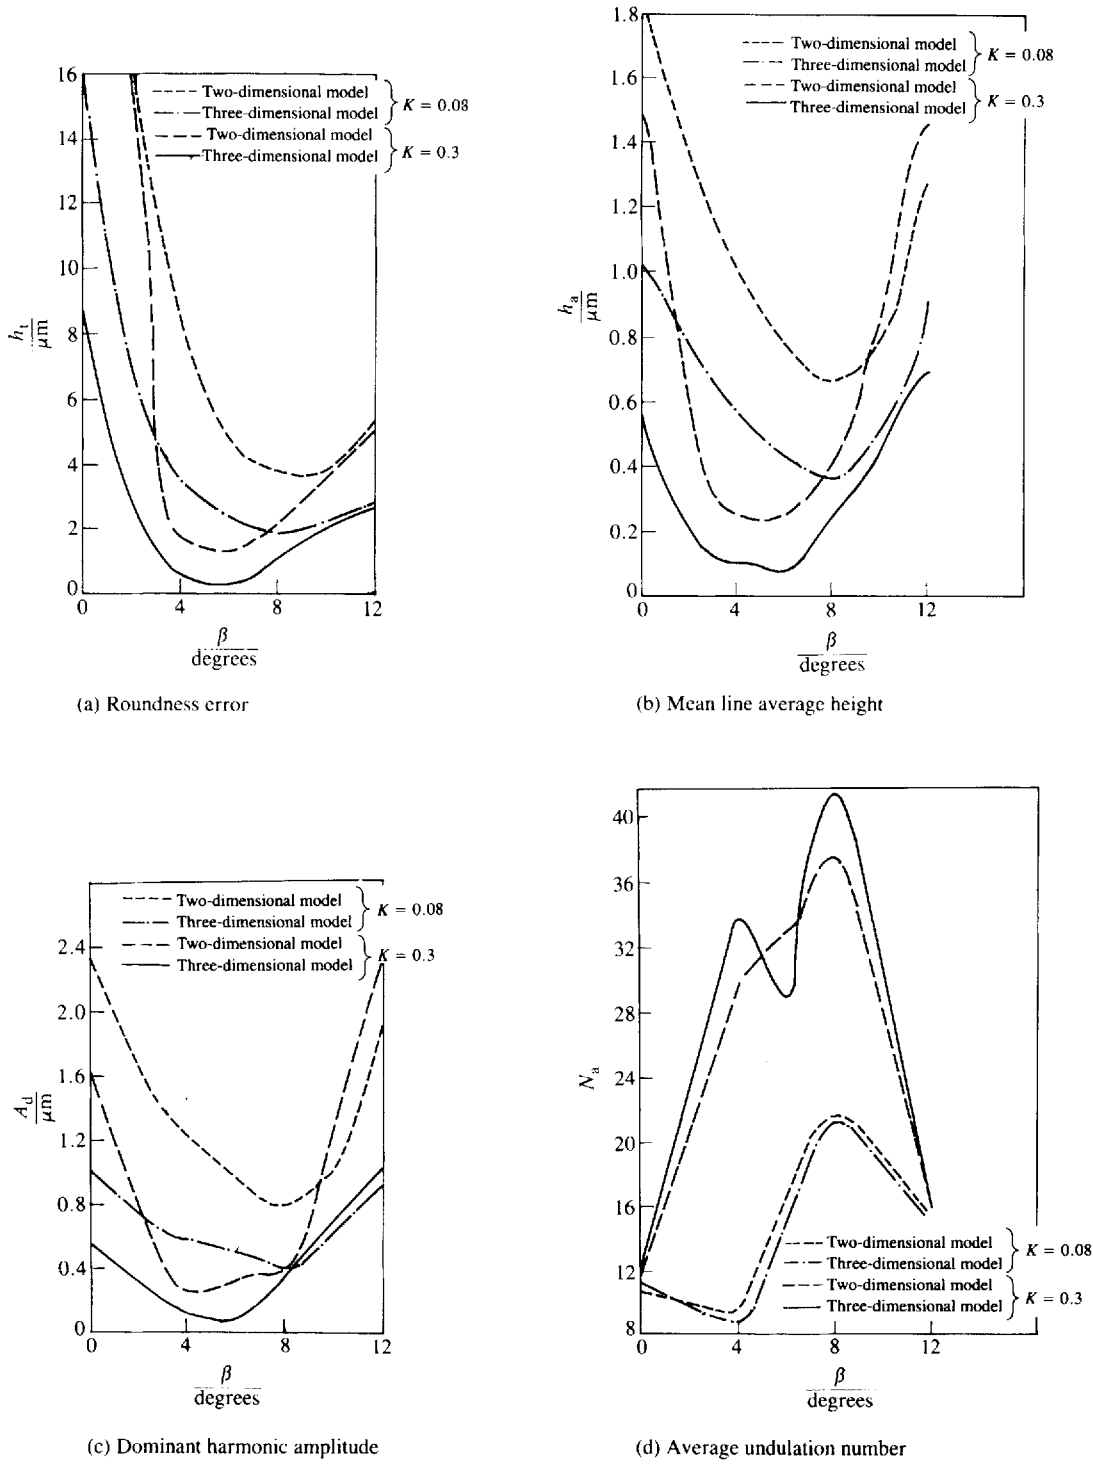 16
14
12
10
8
6
4
2
0
h_t
μm
Two-dimensional model
Three-dimensional model
K = 0.08
Two-dimensional model
Three-dimensional model
K = 0.3
0 4 8 12
β
degrees
(a) Roundness error
1.8
1.6
1.4
1.2
1.0
0.8
0.6
0.4
0.2
0
h_a
μm
Two-dimensional model
Three-dimensional model
K = 0.08
Two-dimensional model
Three-dimensional model
K = 0.3
0 4 8 12
β
degrees
(b) Mean line average height
2.4
2.0
1.6
1.2
0.8
0.4
0
A_d
μm
Two-dimensional model
Three-dimensional model
K = 0.08
Two-dimensional model
Three-dimensional model
K = 0.3
0 4 8 12
β
degrees
(c) Dominant harmonic amplitude
40
36
32
28
24
20
16
12
8
N_a
Two-dimensional model
Three-dimensional model
K = 0.08
Two-dimensional model
Three-dimensional model
K = 0.3
0 4 8 12
β
degrees
(d) Average undulation number